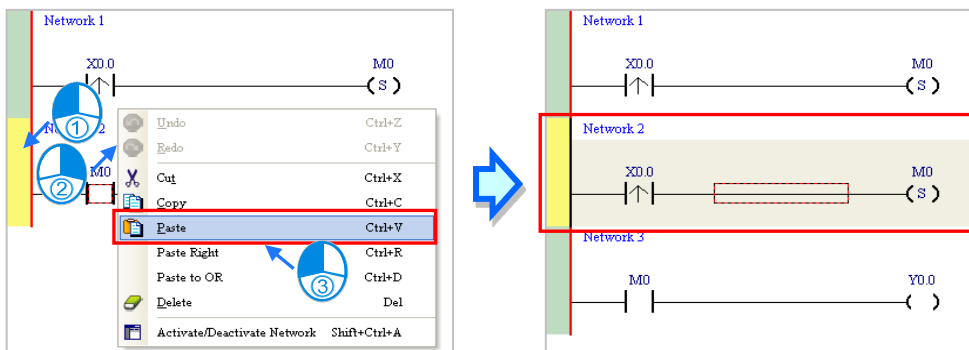 Network 1
X0.0 M0
( S )
①
②
M0
Undo Ctrl+Z
Redo Ctrl+Y
Cut Ctrl+X
Copy Ctrl+C
Paste Ctrl+V
Paste Right Ctrl+R
Paste to OR Ctrl+D
Delete Del
Activate/Deactivate Network Shift+Ctrl+A
③
Network 1
X0.0 M0
( S )
Network 2
X0.0 M0
( S )
Network 3
M0 Y0.0
( )